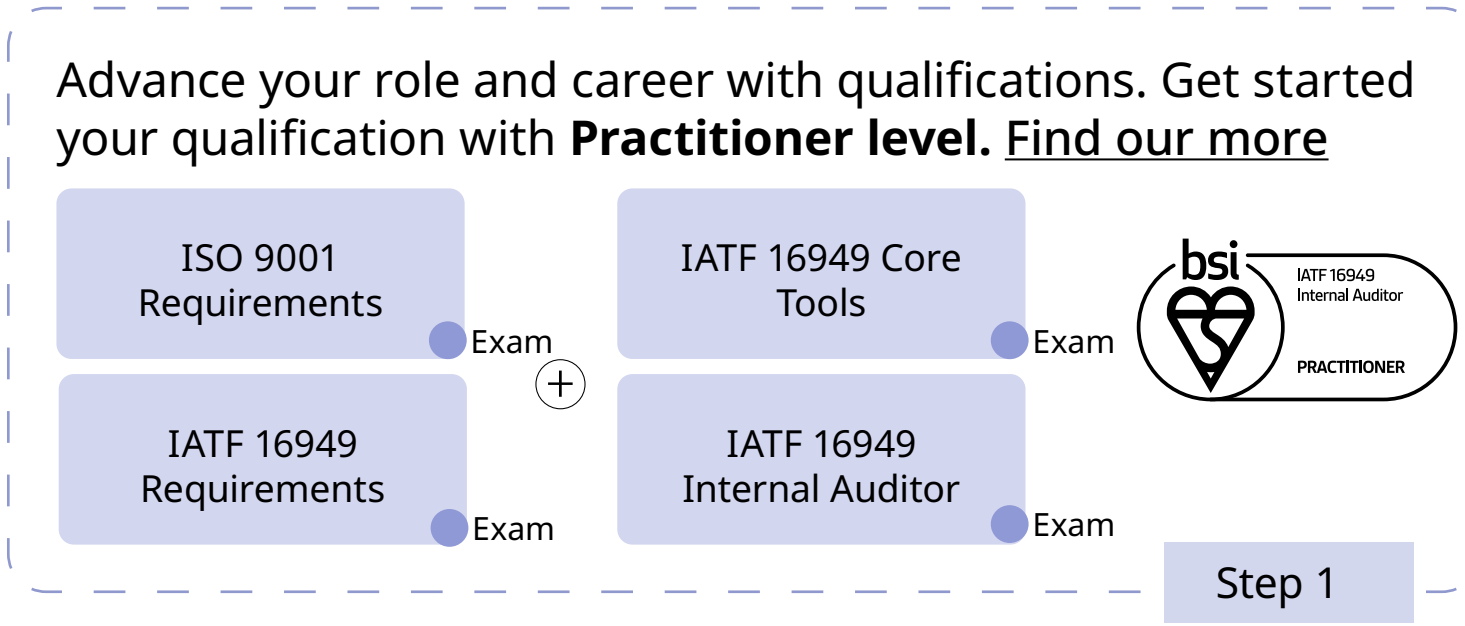 Advance your role and career with qualifications. Get started
your qualification with Practitioner level. Find our more
ISO 9001
Requirements
Exam
IATF 16949 Core
Tools
Exam
+
IATF 16949
Requirements
Exam
IATF 16949
Internal Auditor
Exam
bsi
IATF 16949
Internal Auditor
PRACTITIONER
Step 1